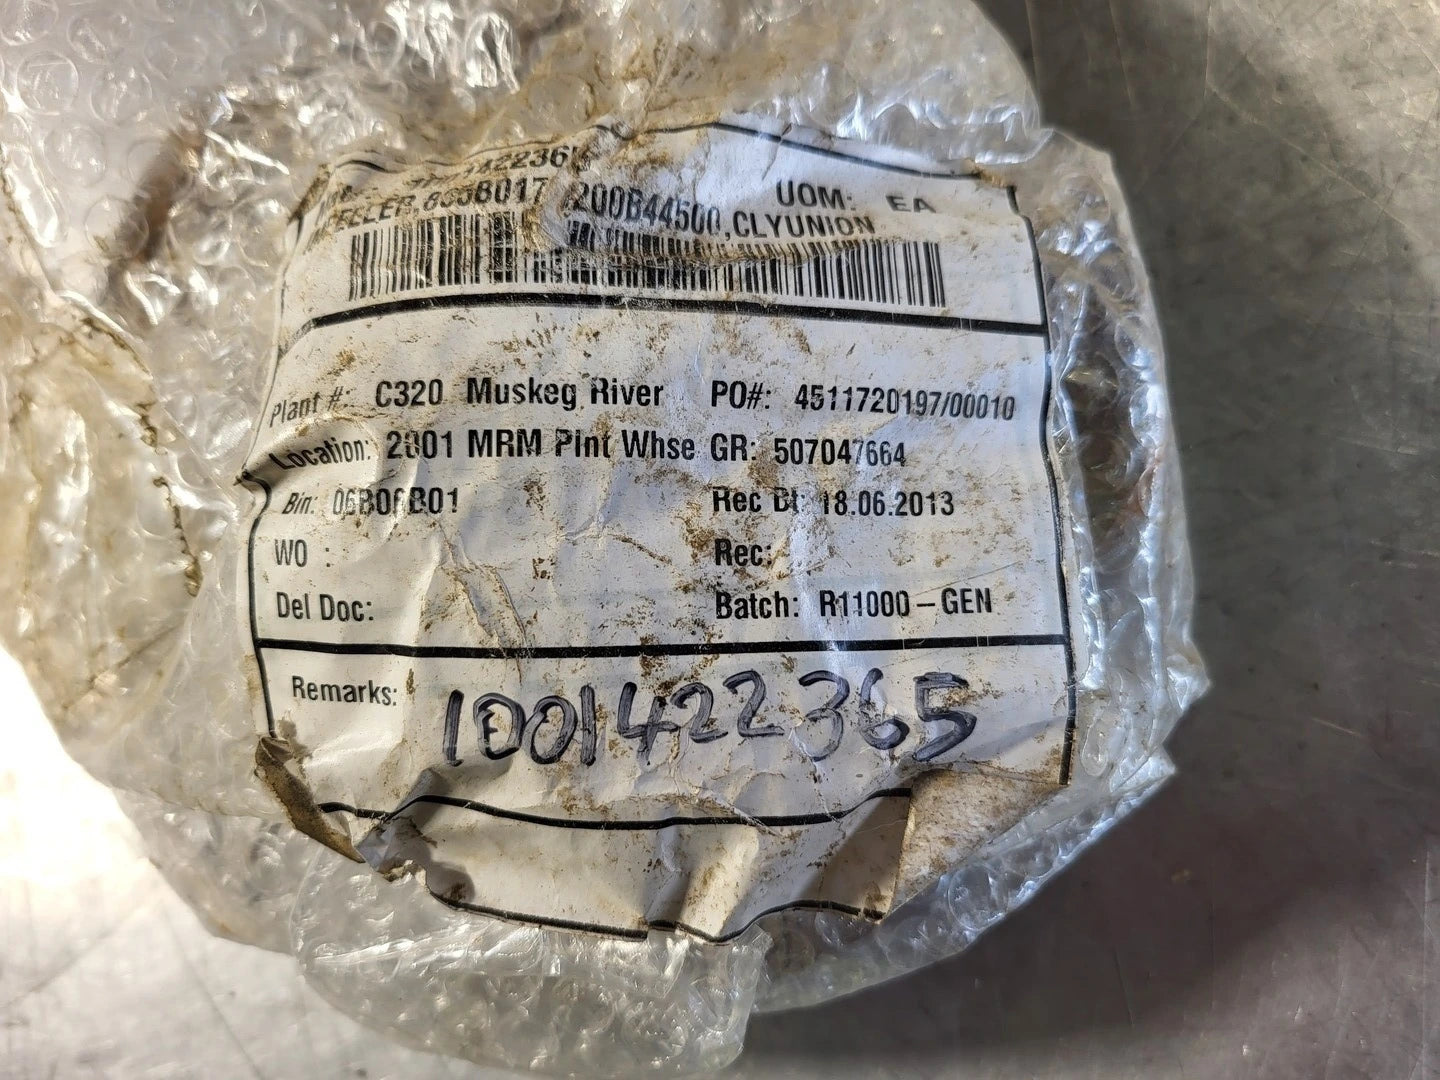 UOM: EA
200B44500,CLYUNION
Plant #: C320 Muskeg River PO#: 4511720197/00010
Location: 2001 MRM Plnt Whse GR: 507047664
Bin: 06B06B01 Rec Dt: 18.06.2013
WO : Rec:
Del Doc: Batch: R11000-GEN
Remarks: 1001422365